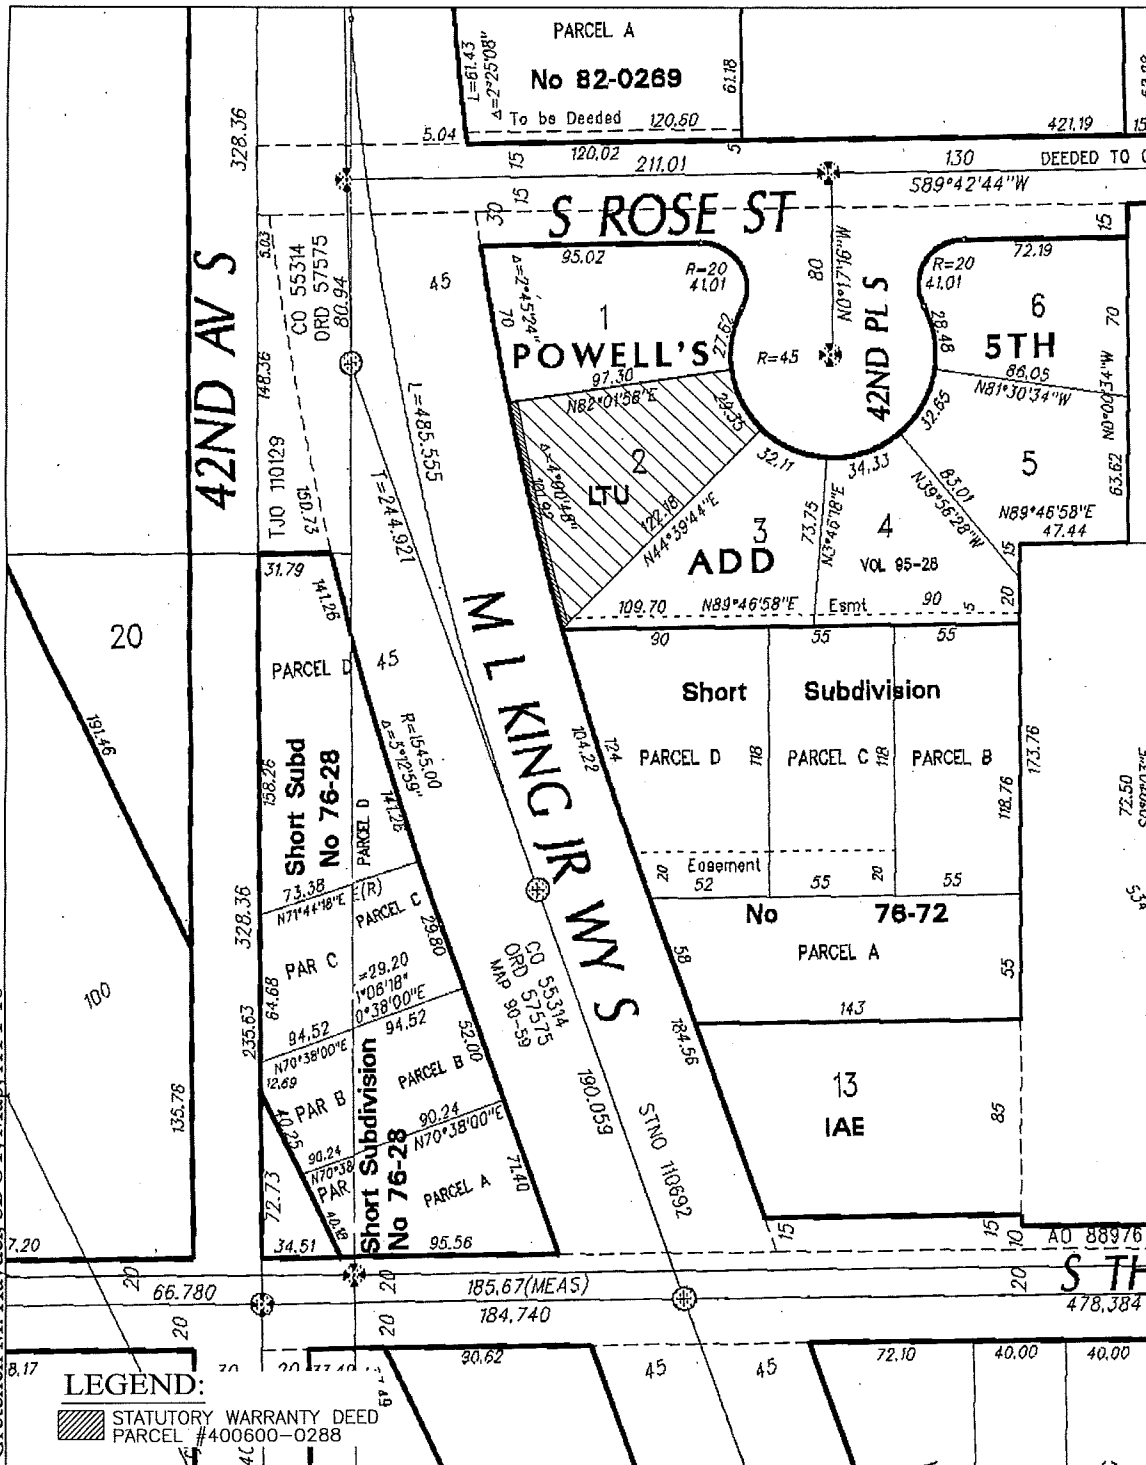 PARCEL A
No 82-0269
To be Deeded 120.60
L=61.43
Δ=2°25'08"
61.18
5.04
120.02
211.01
5
421.19
15
130
DEEDED TO
S89°42'44"W
328.36
15
15
30
S ROSE ST
42ND AV S
5.03
CO 55314
ORD 57575
80.94
45
95.02
R=20
41.01
80
N0°17'16"W
R=20
41.01
72.19
15
1
6
70
Δ=2°45'24"
POWELL'S
27.62
R=45
42ND PL S
28.48
5TH
70
97.30
N82°01'58"E
86.05
N81°30'34"W
N0°00'34"W
148.36
L=485.555
29.35
32.65
TJO 110129
150.73
T=244.921
2
LTU
Δ=4°00'48"
101.92
122.18
N44°39'44"E
32.11
34.33
83.01
N39°56'28"W
5
63.62
N89°46'58"E
47.44
3
73.75
N3°46'18"E
4
ADD
VOL 95-28
15
31.79
141.26
109.70 N89°46'58"E Esmt 90
5
20
90
55
55
20
PARCEL D
45
Short Subdivision
191.46
R=1545.00
Δ=5°12'59"
141.26
M L KING JR WY S
104.22
124
PARCEL D
118
PARCEL C
118
PARCEL B
173.76
72.50
158.26
Short Subd
No 76-28
PARCEL D
118.76
Easement
20
52
55
20
55
73.38
N71°44'18"E
E(R)
328.36
PARCEL C
29.80
No 76-72
PARCEL A
58
55
PAR C
=29.20
1°06'18"
0°38'00"E
64.68
100
CO 55314
ORD 57575
MAP 90-59
143
94.52
94.52
N70°38'00"E
235.63
52.00
184.56
12.69
PAR B
PARCEL B
190.059
13
IAE
85
135.76
40.25
90.24
N70°38'00"E
90.24
N70°38
STNO 110692
Short Subdivision
No 76-28
PAR
PARCEL A
71.40
72.73
40.18
34.51
95.56
15
15
10
AO 88976
7.20
20
66.780
20
185.67(MEAS)
184.740
20
S TH
478.384
20
20
8.17
30
20
90.62
45
45
72.10
40.00
40.00
LEGEND:
STATUTORY WARRANTY DEED
PARCEL #400600-0288